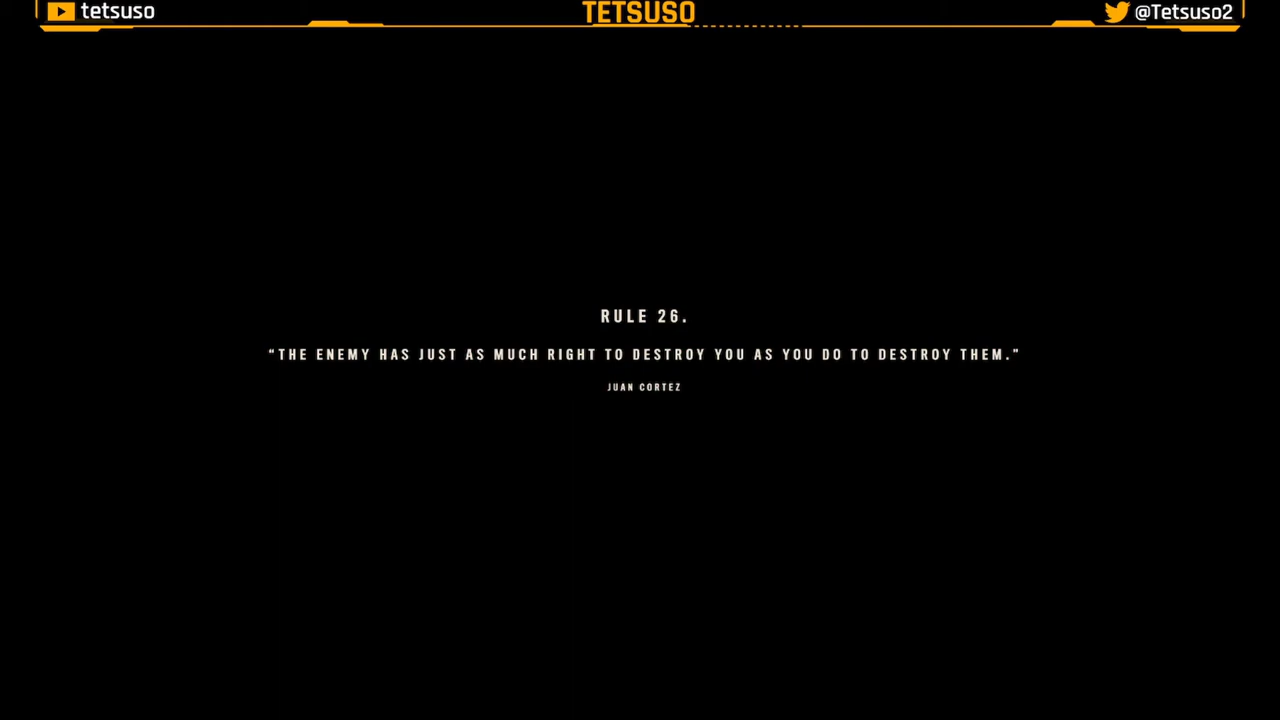 tetsuso
TETSUSO
@Tetsuso2
RULE 26.
“THE ENEMY HAS JUST AS MUCH RIGHT TO DESTROY YOU AS YOU DO TO DESTROY THEM.”
JUAN CORTEZ